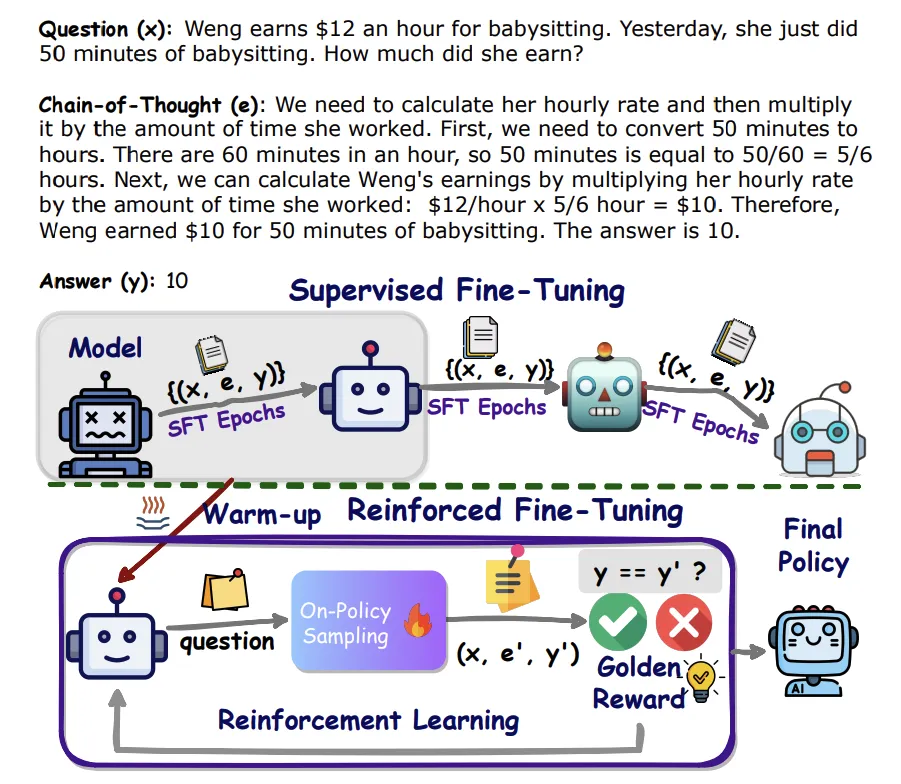 Question (x): Weng earns $12 an hour for babysitting. Yesterday, she just did
50 minutes of babysitting. How much did she earn?
Chain-of-Thought (e): We need to calculate her hourly rate and then multiply
it by the amount of time she worked. First, we need to convert 50 minutes to
hours. There are 60 minutes in an hour, so 50 minutes is equal to 50/60 = 5/6
hours. Next, we can calculate Weng's earnings by multiplying her hourly rate
by the amount of time she worked: $12/hour x 5/6 hour = $10. Therefore,
Weng earned $10 for 50 minutes of babysitting. The answer is 10.
Answer (y): 10
Supervised Fine-Tuning
Model
{(x, e, y)}
SFT Epochs
{(x, e, y)}
SFT Epochs
{(x, e, y)}
SFT Epochs
Warm-up
Reinforced Fine-Tuning
Final
Policy
question
On-Policy
Sampling
(x, e', y')
y == y' ?
Golden
Reward
Reinforcement Learning
AI